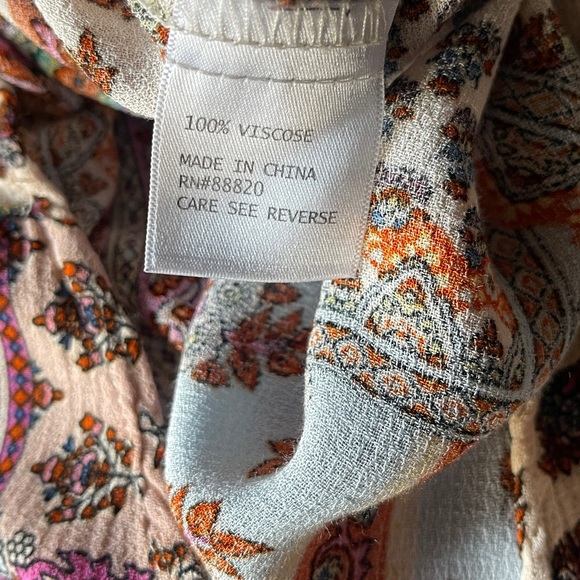 100% VISCOSE
MADE IN CHINA
RN#88820
CARE SEE REVERSE